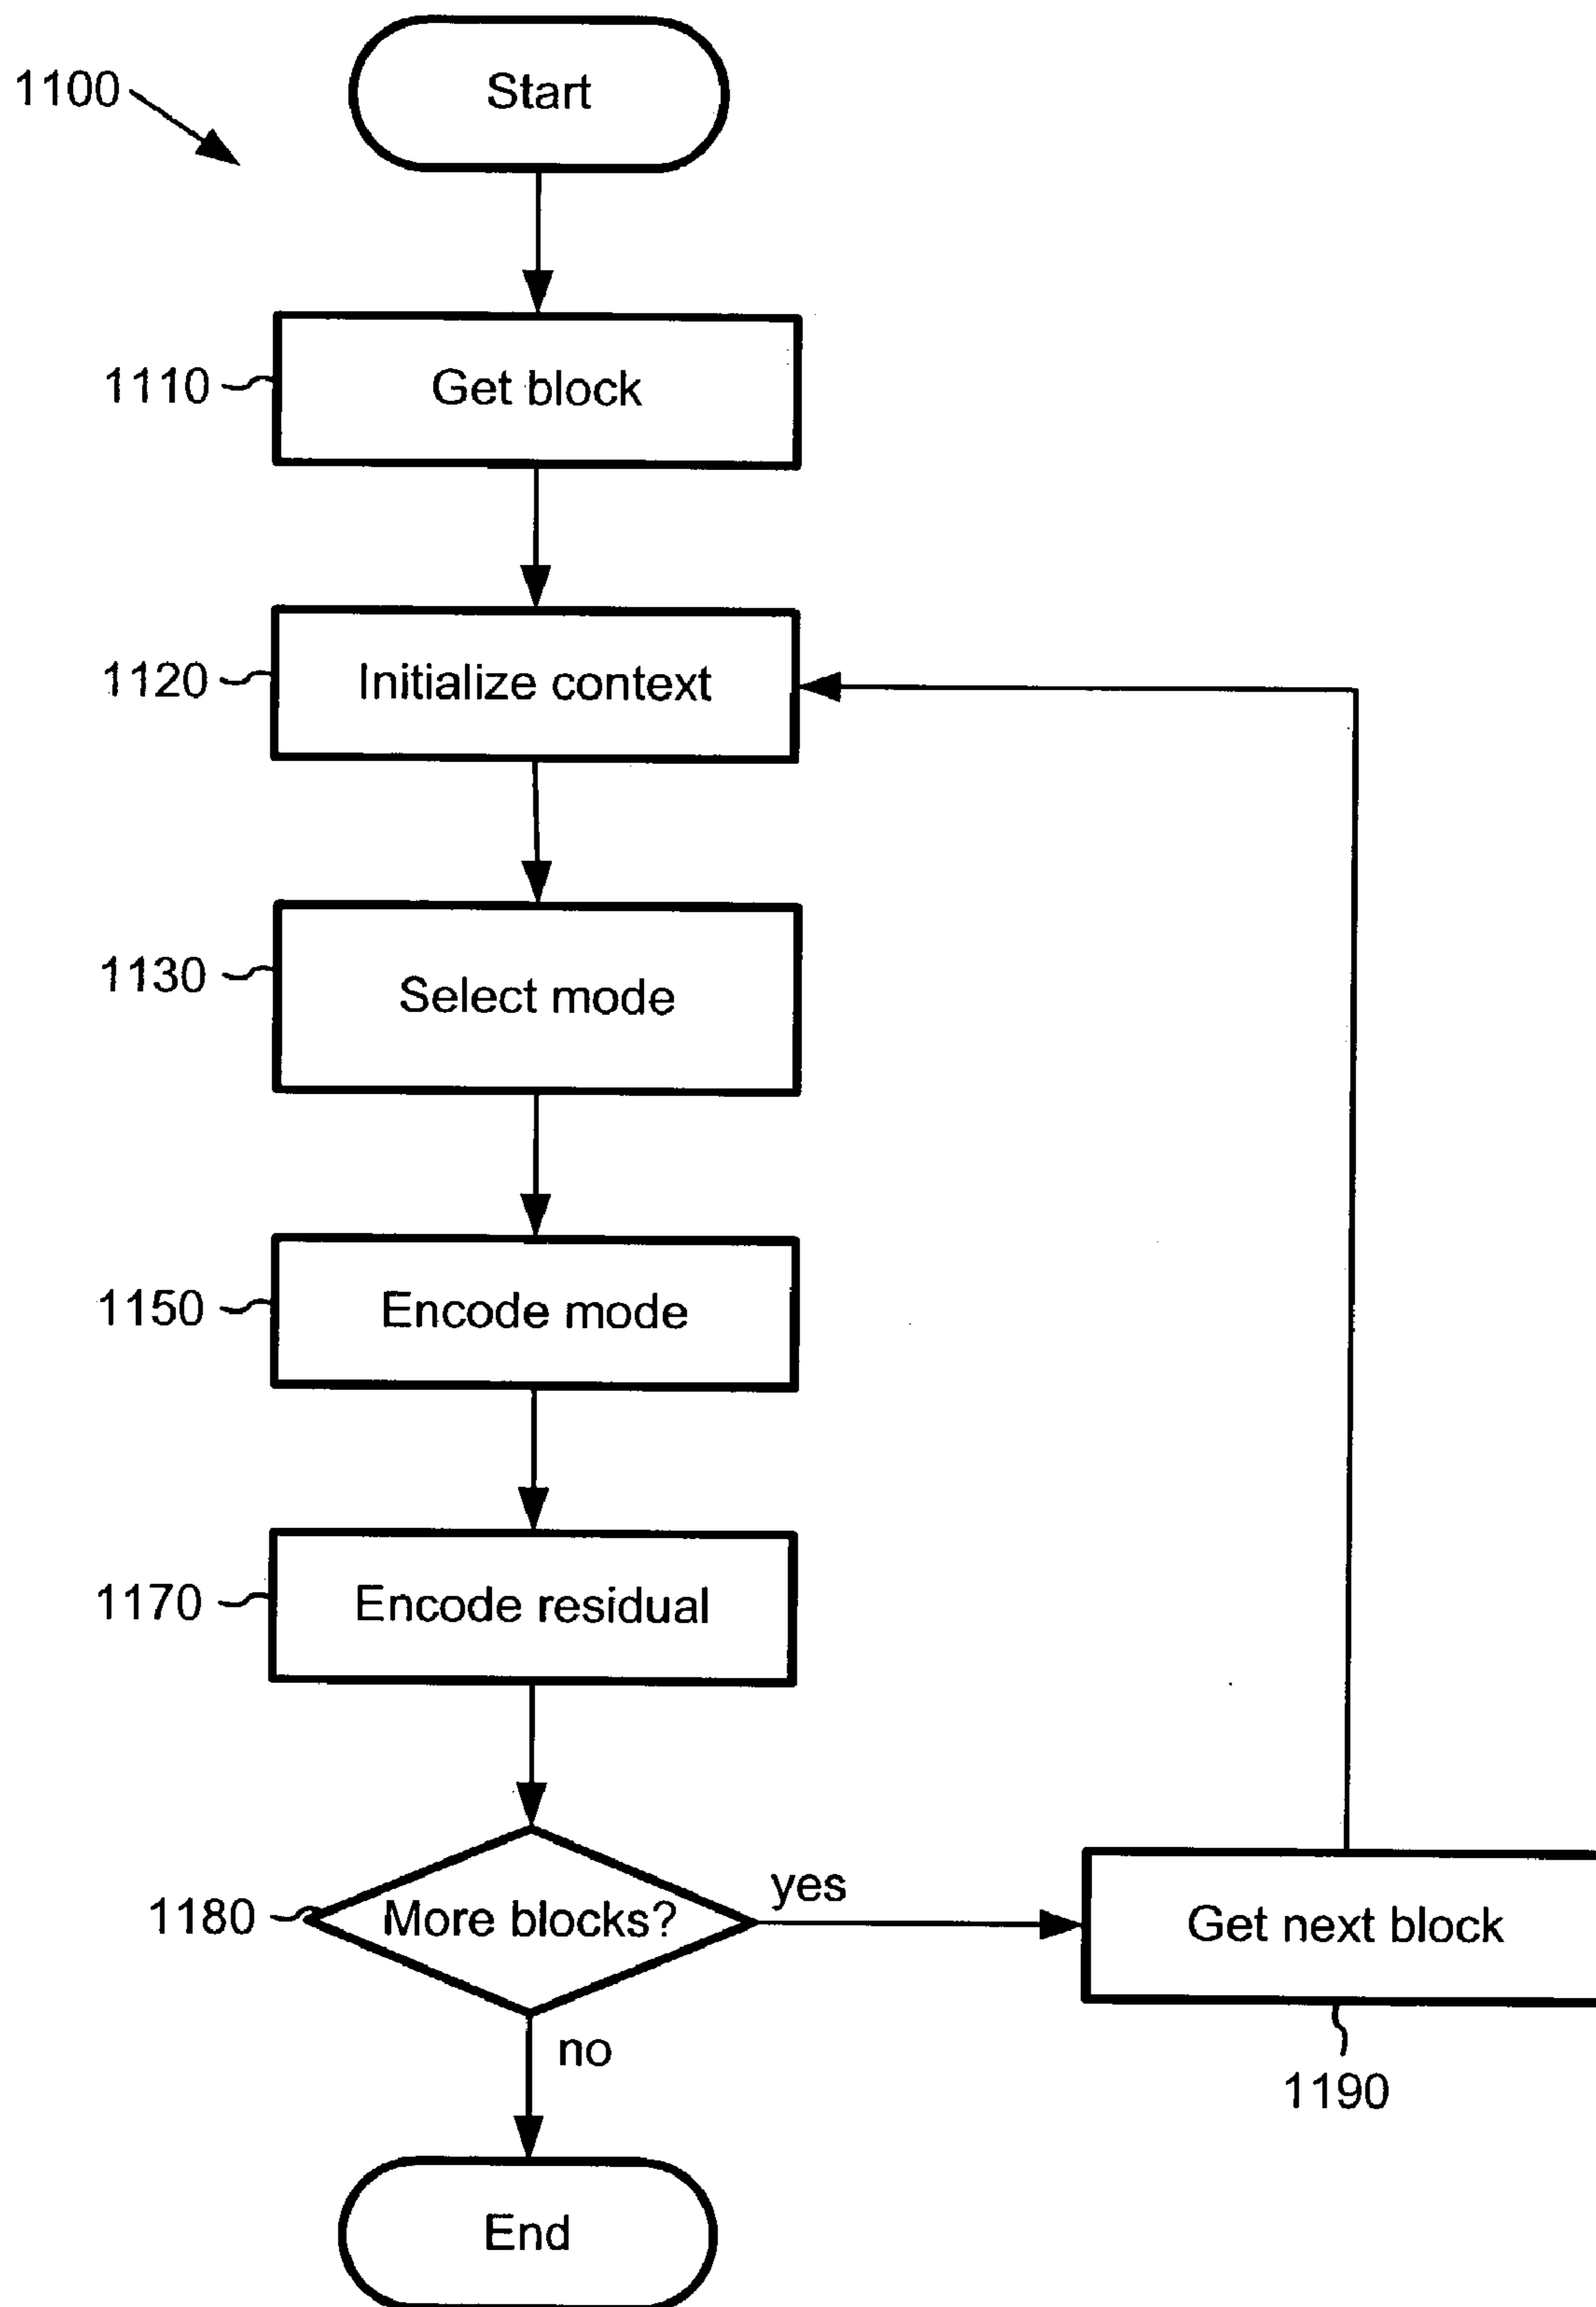 1100
Start
1110
Get block
1120
Initialize context
1130
Select mode
1150
Encode mode
1170
Encode residual
1180
More blocks?
yes
Get next block
1190
no
End